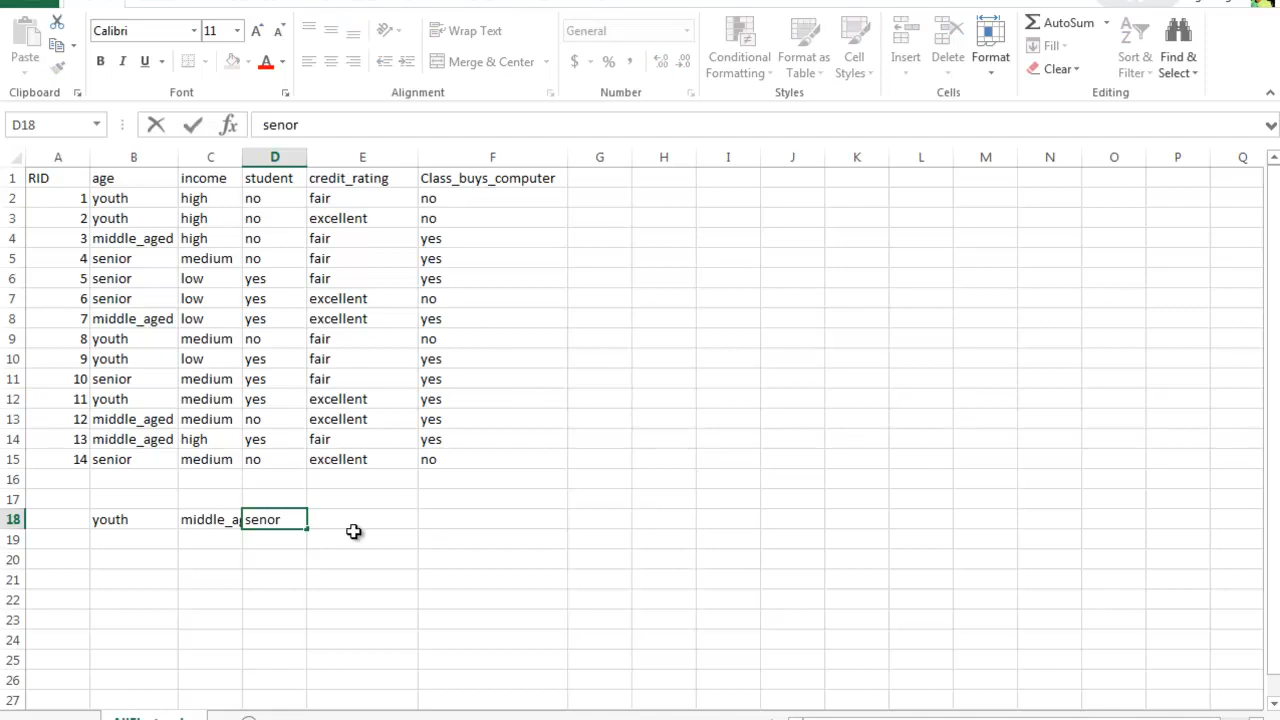 Calibri 11 Wrap Text General AutoSum
Paste B I U Merge & Center $ % , Conditional Formatting Format as Table Cell Styles Insert Delete Format Fill Clear Sort & Filter Find & Select
Clipboard Font Alignment Number Styles Cells Editing
D18 fx senor
A B C D E F G H I J K L M N O P Q
1 RID age income student credit_rating Class_buys_computer
2 1 youth high no fair no
3 2 youth high no excellent no
4 3 middle_aged high no fair yes
5 4 senior medium no fair yes
6 5 senior low yes fair yes
7 6 senior low yes excellent no
8 7 middle_aged low yes excellent yes
9 8 youth medium no fair no
10 9 youth low yes fair yes
11 10 senior medium yes fair yes
12 11 youth medium yes excellent yes
13 12 middle_aged medium no excellent yes
14 13 middle_aged high yes fair yes
15 14 senior medium no excellent no
16
17
18 youth middle_a senor
19
20
21
22
23
24
25
26
27